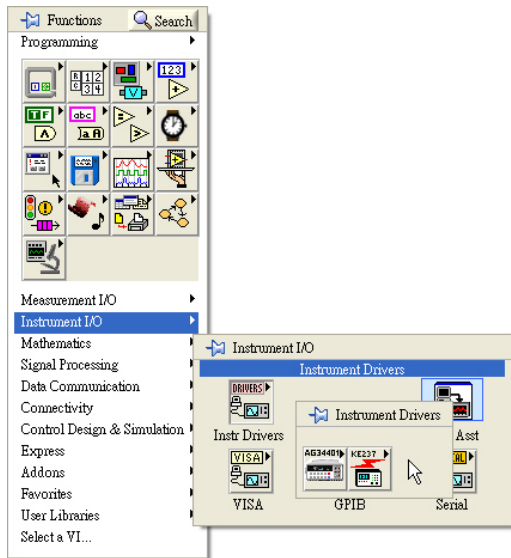 Functions
Search
Programming
123
TF
abc
aA
Measurement I/O
Instrument I/O
Mathematics
Signal Processing
Data Communication
Connectivity
Control Design & Simulation
Express
Addons
Favorites
User Libraries
Select a VI...
Instrument I/O
Instrument Drivers
DRIVERS
Instr Drivers
Asst
Instrument Drivers
AG34401
KE237
VISA
VISA
GPIB
Serial